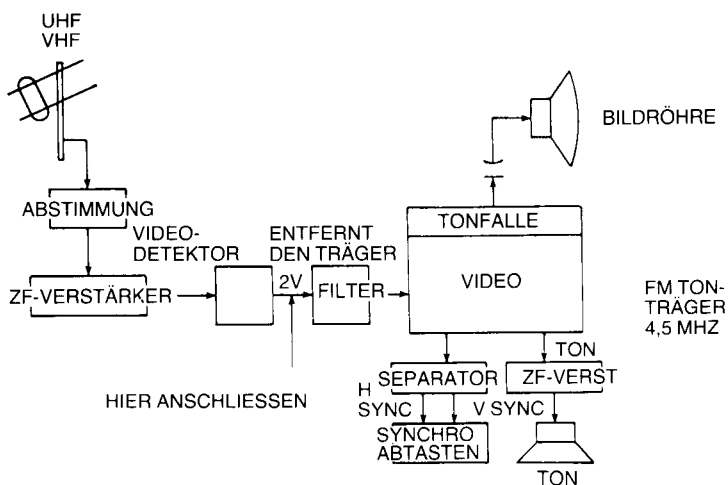 UHF
VHF
BILDRÖHRE
ABSTIMMUNG
TONFALLE
VIDEO-
DETEKTOR
ENTFERNT
DEN TRÄGER
ZF-VERSTÄRKER
2V
FILTER
VIDEO
FM TON-
TRÄGER
4,5 MHZ
TON
SEPARATOR
ZF-VERST
HIER ANSCHLIESSEN
H
SYNC
V SYNC
SYNCHRO
ABTASTEN
TON